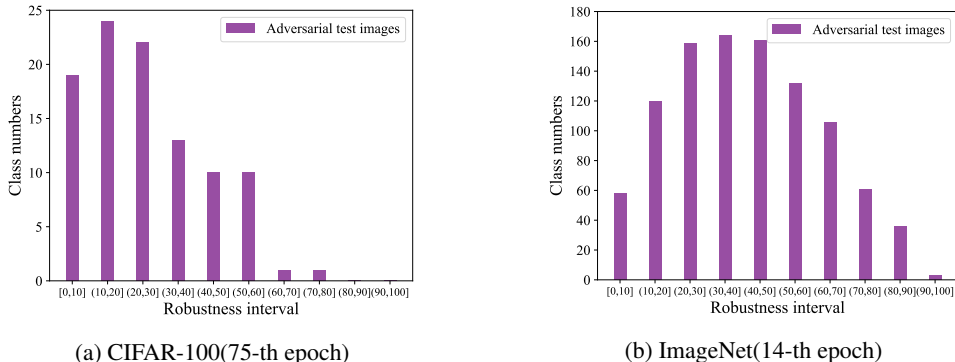 25
20
15
10
5
0
Class numbers
Adversarial test images
[0,10] (10,20] (20,30] (30,40] (40,50] (50,60] (60,70] (70,80] (80,90] (90,100]
Robustness interval
(a) CIFAR-100(75-th epoch)
180
160
140
120
100
80
60
40
20
0
Class numbers
Adversarial test images
[0,10] (10,20] (20,30] (30,40] (40,50] (50,60] (60,70] (70,80] (80,90] (90,100]
Robustness interval
(b) ImageNet(14-th epoch)